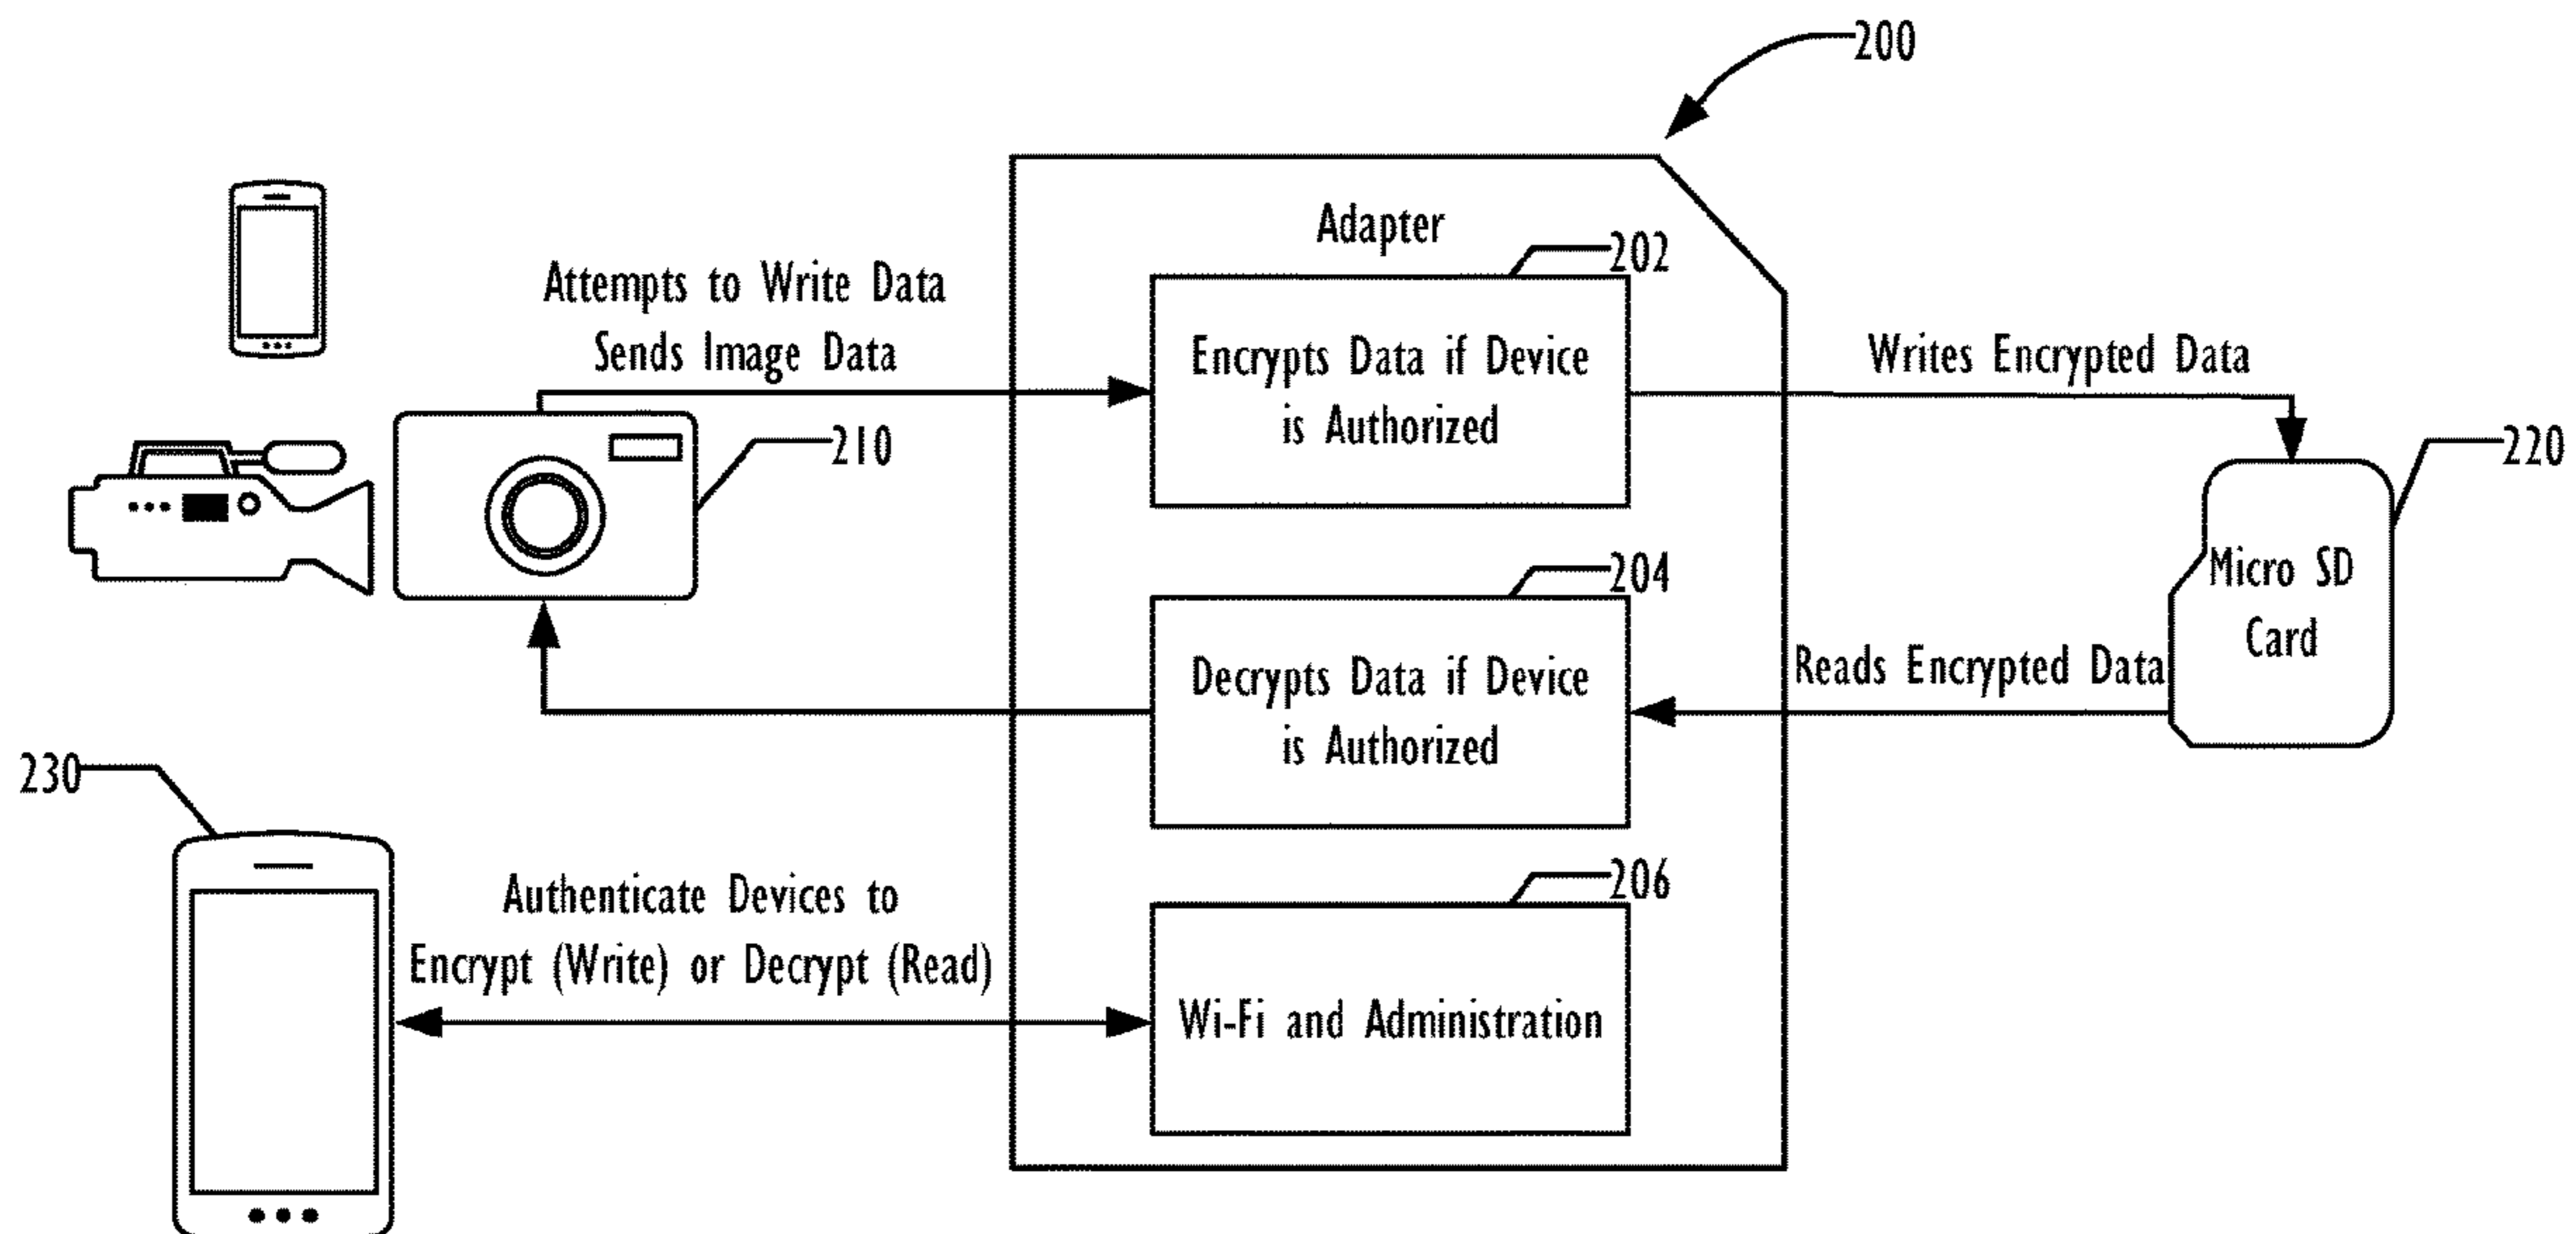 200
Adapter
202
Attempts to Write Data
Sends Image Data
Encrypts Data if Device
is Authorized
Writes Encrypted Data
210
220
Micro SD
Card
204
Decrypts Data if Device
is Authorized
Reads Encrypted Data
230
206
Authenticate Devices to
Encrypt (Write) or Decrypt (Read)
Wi-Fi and Administration